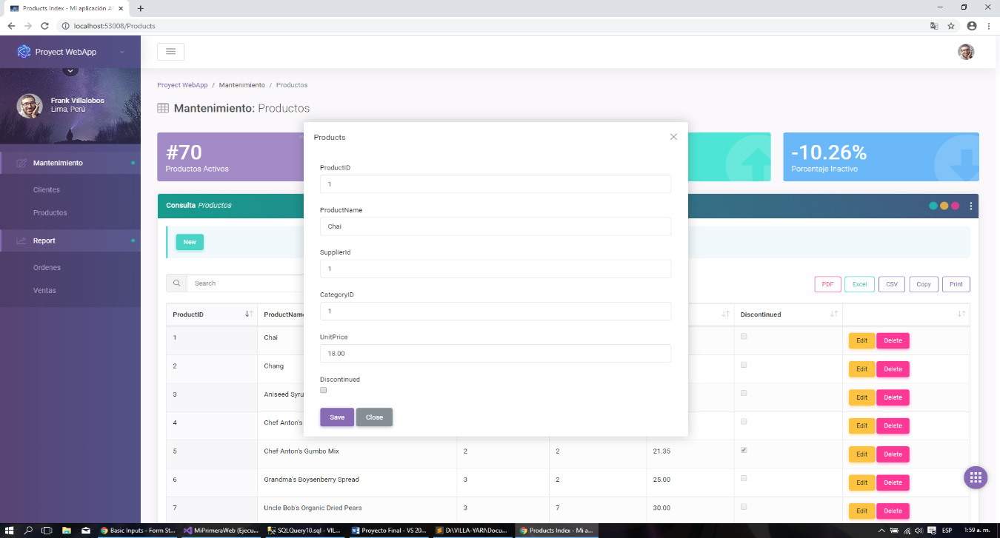 Products Index - Mi aplicación A
localhost:53008/Products
Proyect WebApp
Frank Villalobos
Lima, Perú
Mantenimiento
Clientes
Productos
Report
Ordenes
Ventas
Proyect WebApp / Mantenimiento / Productos
Mantenimiento: Productos
#70
Productos Activos
-10.26%
Porcentaje Inactivo
Consulta Productos
New
Search
PDF Excel CSV Copy Print
Products
ProductID
1
ProductName
Chai
SupplierId
1
CategoryID
1
UnitPrice
18.00
Discontinued
Save Close
ProductID ProductName Discontinued
1 Chai Edit Delete
2 Chang Edit Delete
3 Aniseed Syru Edit Delete
4 Chef Anton's Edit Delete
5 Chef Anton's Gumbo Mix 2 2 21.35 Edit Delete
6 Grandma's Boysenberry Spread 3 2 25.00 Edit Delete
7 Uncle Bob's Organic Dried Pears 3 7 30.00 Edit Delete
Basic Inputs - Form St... MiPrimeraWeb (Ejecu... SQLQuery10.sql - VIL... Proyecto Final - VS 20... D:\VILLA-YARI\Docu... Products Index - Mi a... ESP 1:59 a. m.